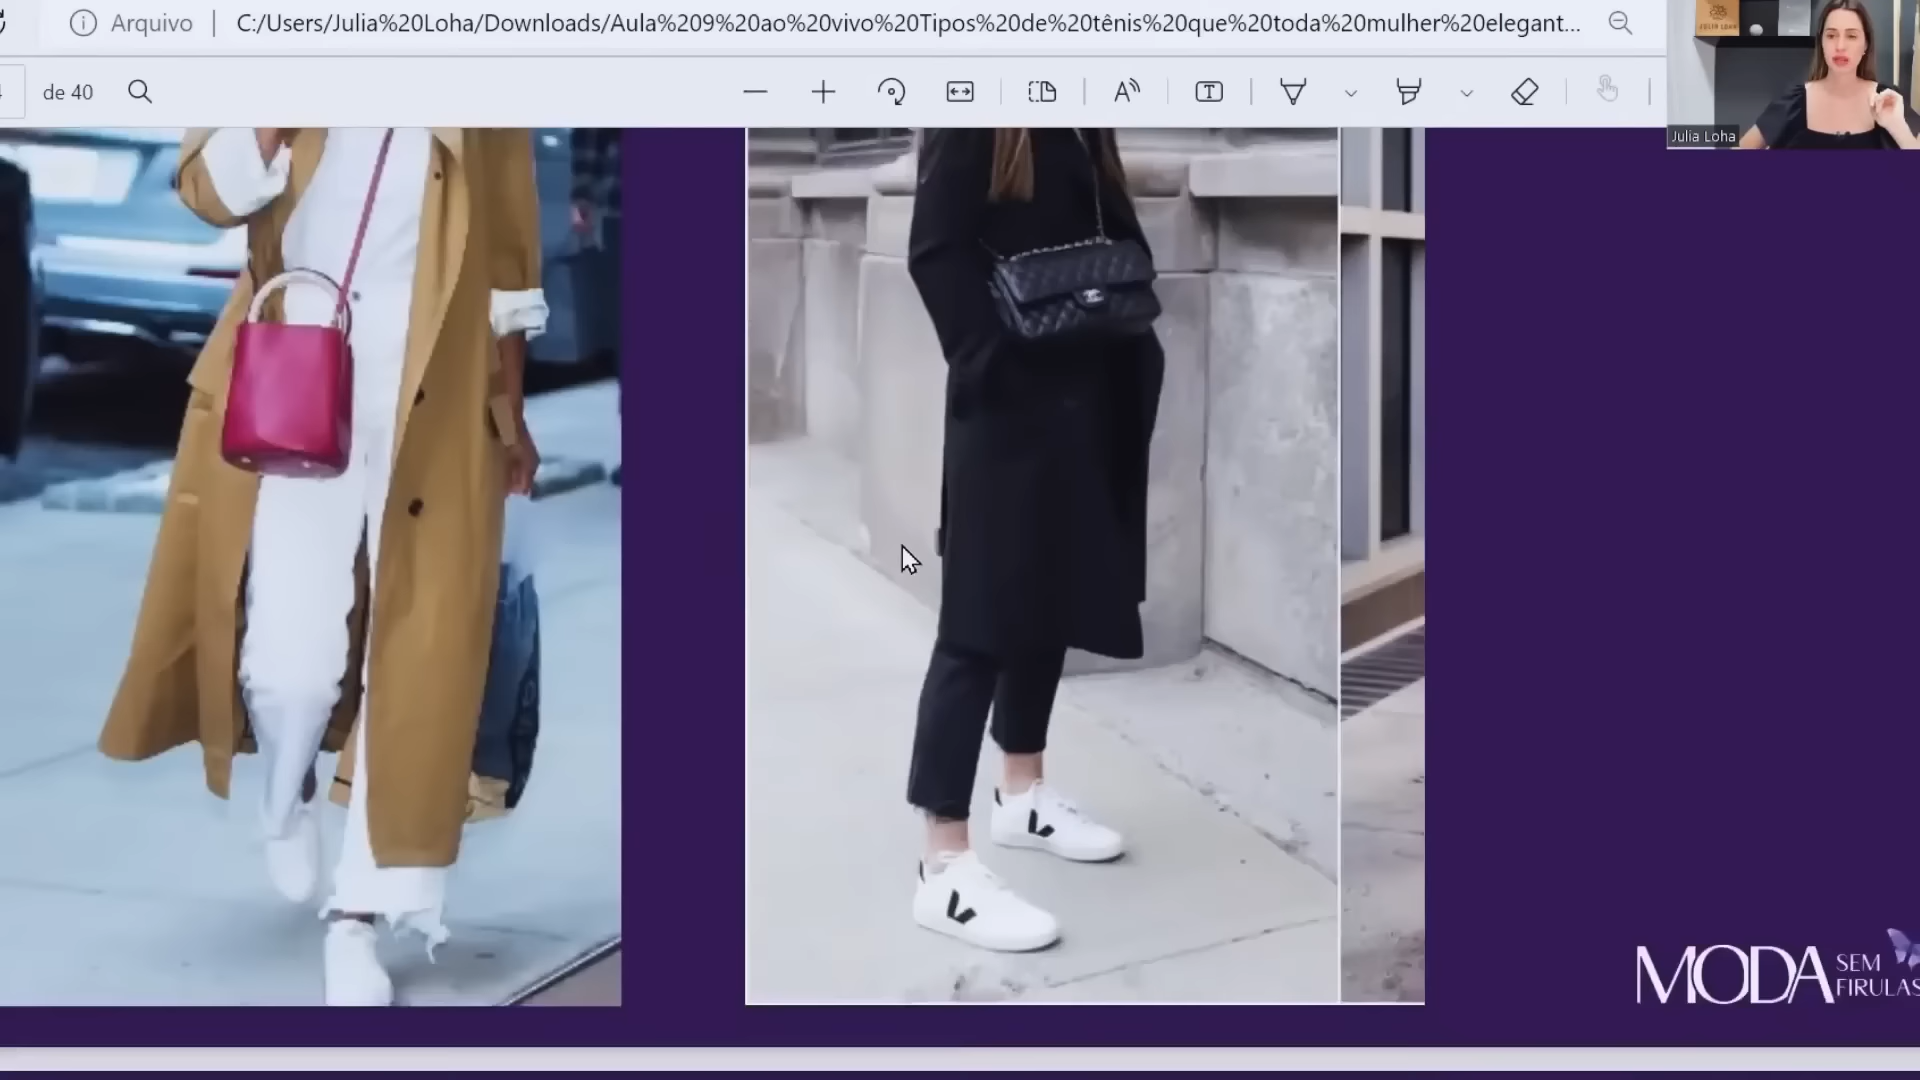 Arquivo
C:/Users/Julia%20Loha/Downloads/Aula%209%20ao%20vivo%20Tipos%20de%20tênis%20que%20toda%20mulher%20elegant...
de 40
Julia Loha
MODA SEM FIRULAS